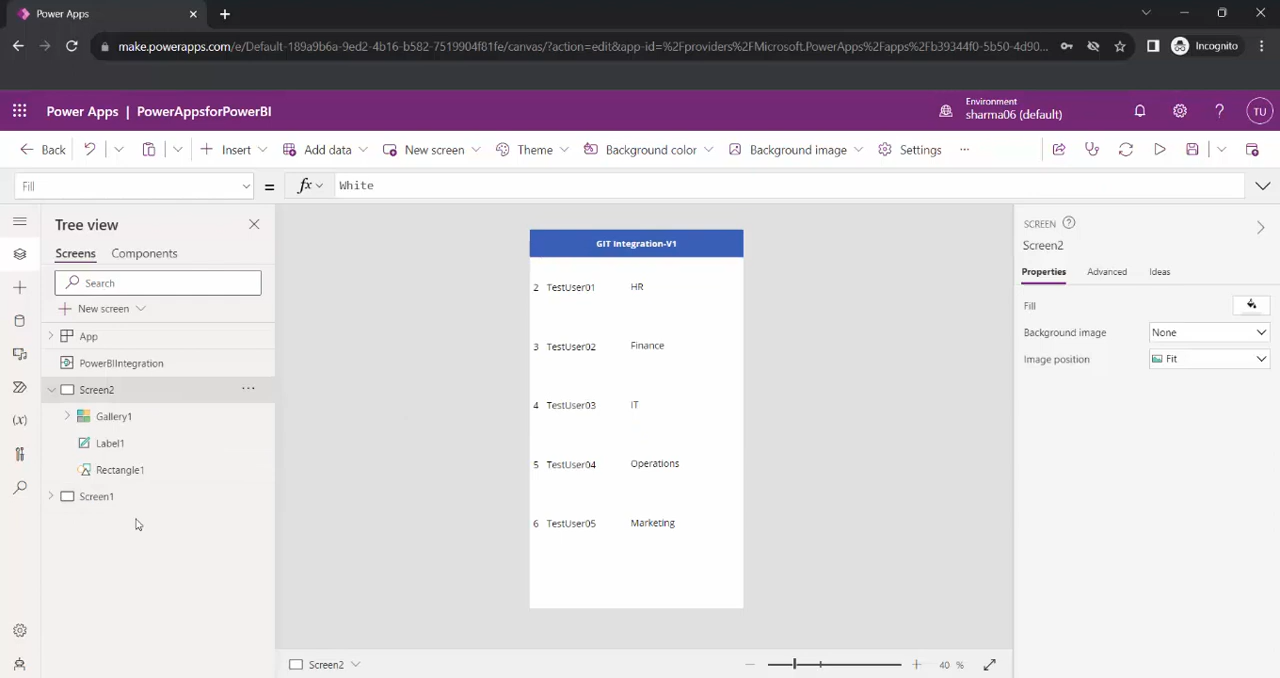 Power Apps
make.powerapps.com/e/Default-189a9b6a-9ed2-4b16-b582-7519904f81fe/canvas/?action=edit&app-id=%2Fproviders%2FMicrosoft.PowerApps%2Fapps%2Fb39344f0-5b50-4d90...
Incognito
Power Apps | PowerAppsforPowerBI
Environment
sharma06 (default)
TU
Back
Insert
Add data
New screen
Theme
Background color
Background image
Settings
...
Fill
=
fx
White
Tree view
Screens
Components
Search
New screen
App
PowerBIIntegration
Screen2
...
Gallery1
Label1
Rectangle1
Screen1
GIT Integration-V1
2 TestUser01 HR
3 TestUser02 Finance
4 TestUser03 IT
5 TestUser04 Operations
6 TestUser05 Marketing
SCREEN
Screen2
Properties
Advanced
Ideas
Fill
Background image
None
Image position
Fit
Screen2
40 %